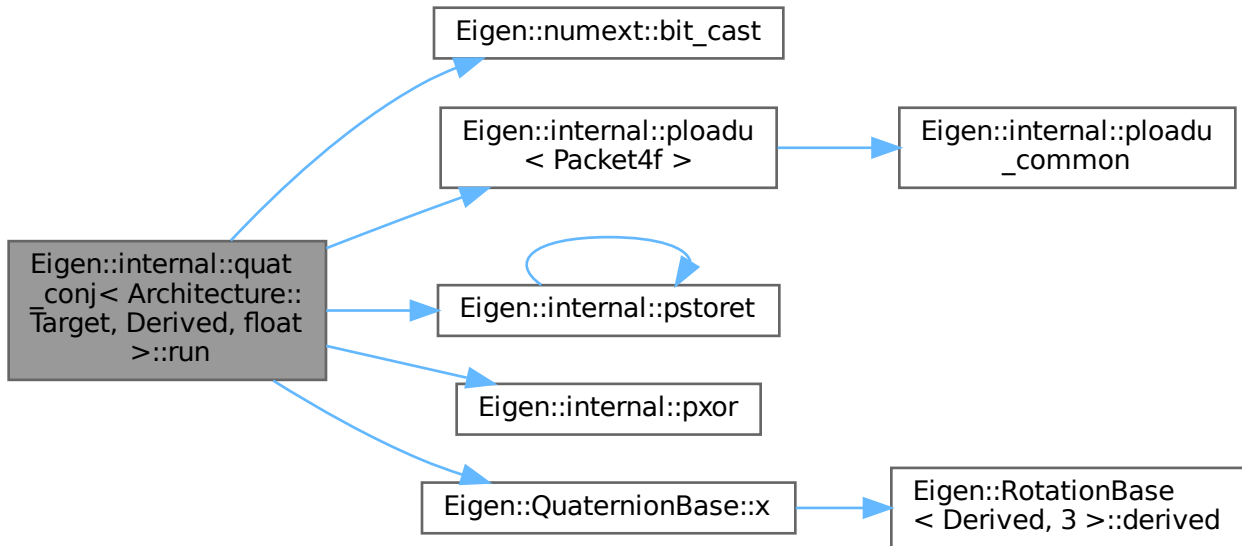 Eigen::numext::bit_cast
Eigen::internal::ploadu
< Packet4f >
Eigen::internal::ploadu
_common
Eigen::internal::quat
_conj< Architecture::
Target, Derived, float
>::run
Eigen::internal::pstoret
Eigen::internal::pxor
Eigen::QuaternionBase::x
Eigen::RotationBase
< Derived, 3 >::derived